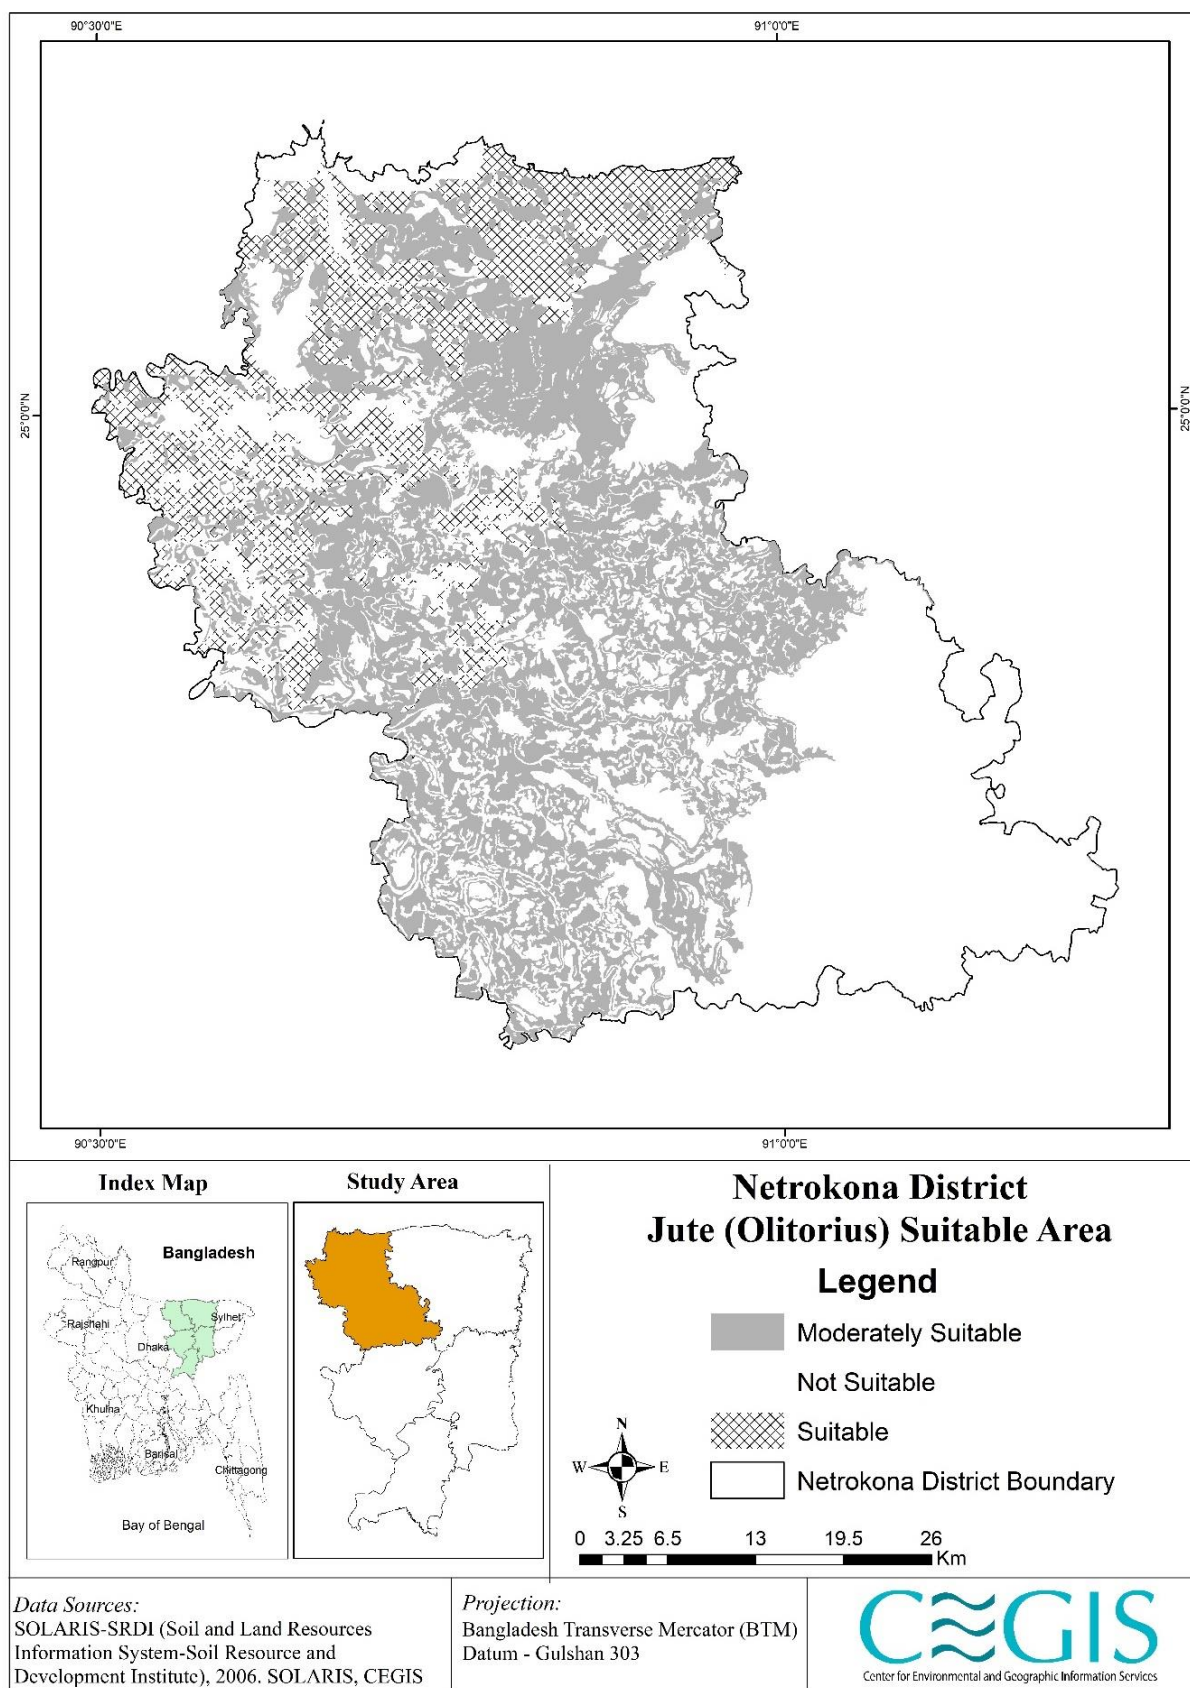 90°30'0"E
91°0'0"E
25°0'0"N
25°0'0"N
90°30'0"E
91°0'0"E
Index Map
Bangladesh
Rangpur
Rajshahi
Sylhet
Dhaka
Khulna
Barisal
Chittagong
Bay of Bengal
Study Area
Netrokona District
Jute (Olitorius) Suitable Area
Legend
Moderately Suitable
Not Suitable
Suitable
Netrokona District Boundary
N
W
E
S
0 3.25 6.5 13 19.5 26
Km
Data Sources:
SOLARIS-SRDI (Soil and Land Resources
Information System-Soil Resource and
Development Institute), 2006. SOLARIS, CEGIS
Projection:
Bangladesh Transverse Mercator (BTM)
Datum - Gulshan 303
CEGIS
Center for Environmental and Geographic Information Services